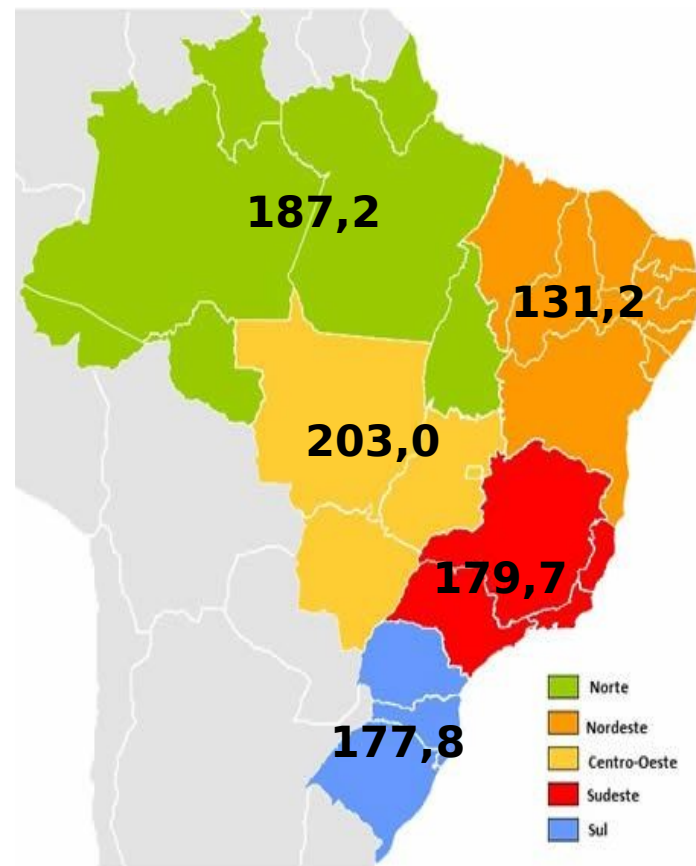 187,2
131,2
203,0
179,7
177,8
Norte
Nordeste
Centro-Oeste
Sudeste
Sul